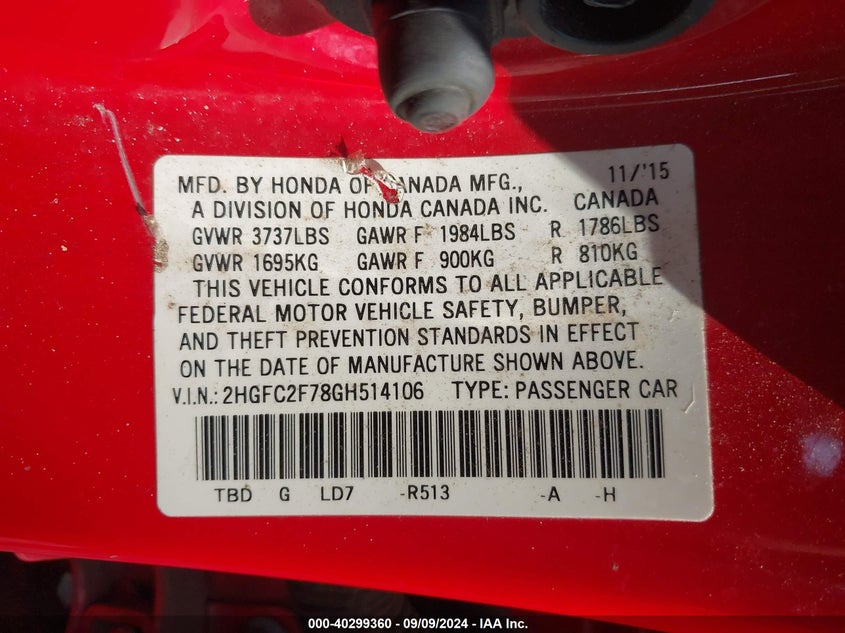 MFD. BY HONDA OF CANADA MFG., 11/'15
A DIVISION OF HONDA CANADA INC. CANADA
GVWR 3737LBS GAWR F 1984LBS R 1786LBS
GVWR 1695KG GAWR F 900KG R 810KG
THIS VEHICLE CONFORMS TO ALL APPLICABLE
FEDERAL MOTOR VEHICLE SAFETY, BUMPER,
AND THEFT PREVENTION STANDARDS IN EFFECT
ON THE DATE OF MANUFACTURE SHOWN ABOVE.
V.I.N.: 2HGFC2F78GH514106 TYPE: PASSENGER CAR
TBD G LD7 -R513 -A -H
000-40299360 - 09/09/2024 - IAA Inc.